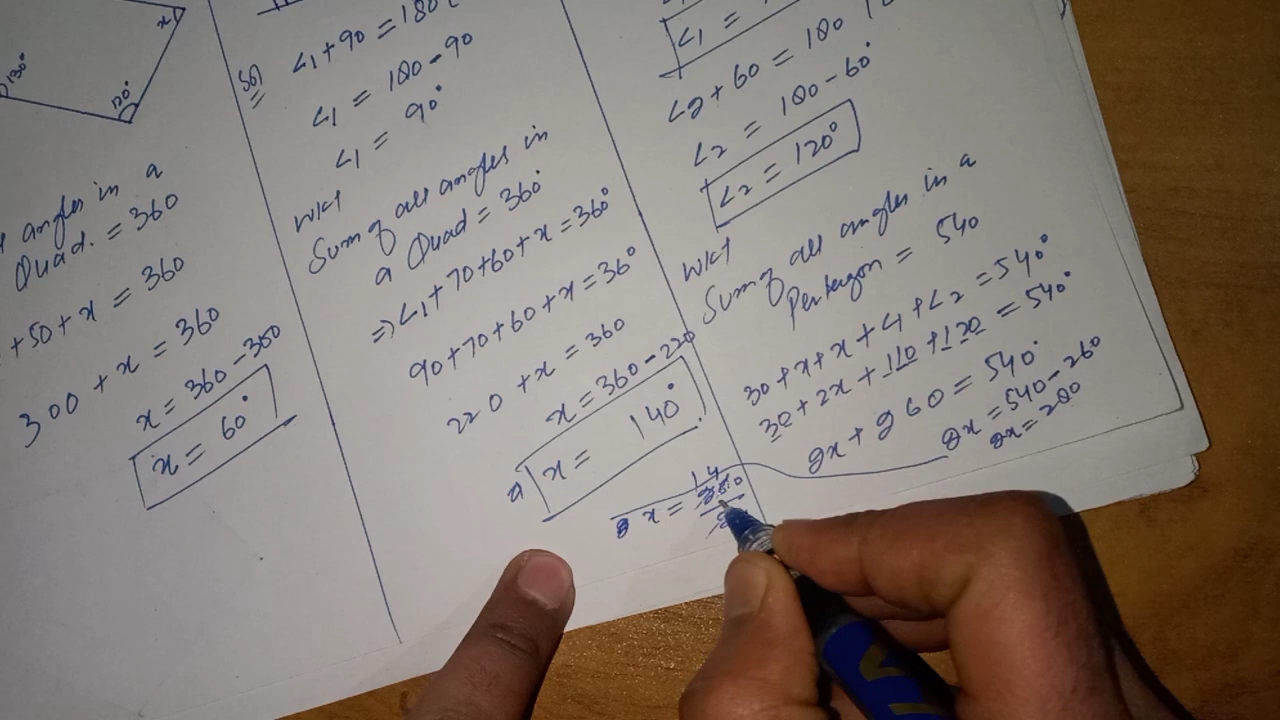 x
130°
120°
angles in a
Quad. = 360
+50+x = 360
300 + x = 360
x = 360-300
x = 60°
Sol
∠1+90 = 180
∠1 = 180-90
∠1 = 90°
WKT
Sum of all angles in
a Quad = 360°
=> ∠1+70+60+x = 360°
90+70+60+x = 360
220 + x = 360
x = 360-220
x = 140°
∠1 =
∠2 + 60 = 180
∠2 = 180-60°
∠2 = 120°
WKT
Sum of all angles in a
Pentagon = 540
30+x+x+∠1+∠2 = 540°
30+2x+110+120 = 540°
2x+260 = 540°
2x = 540-260
2x = 280
x = 280
14